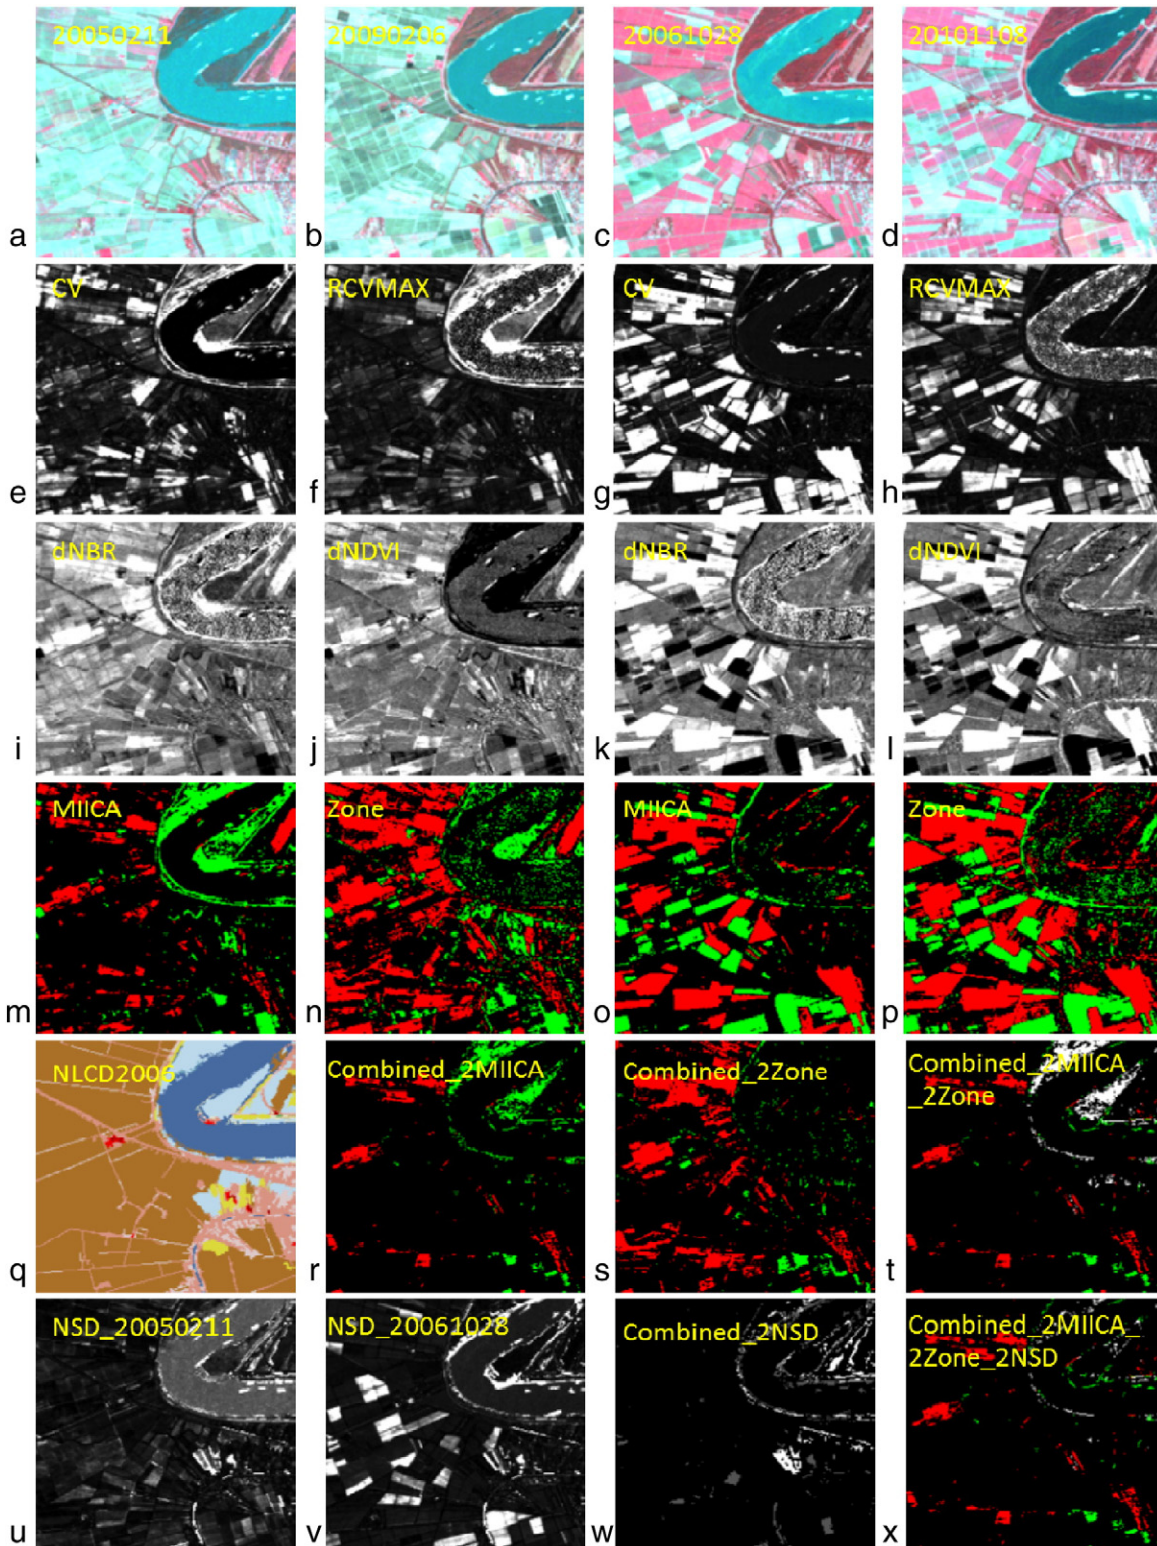 20050211
20090206
20061028
20101108
a
b
c
d
CV
RCVMAX
CV
RCVMAX
e
f
g
h
dNBR
dNDVI
dNBR
dNDVI
i
j
k
l
MIICA
Zone
MIICA
Zone
m
n
o
p
NLCD2006
Combined_2MIICA
Combined_2Zone
Combined_2MIICA
_2Zone
q
r
s
t
NSD_20050211
NSD_20061028
Combined_2NSD
Combined_2MIICA_
2Zone_2NSD
u
v
w
x